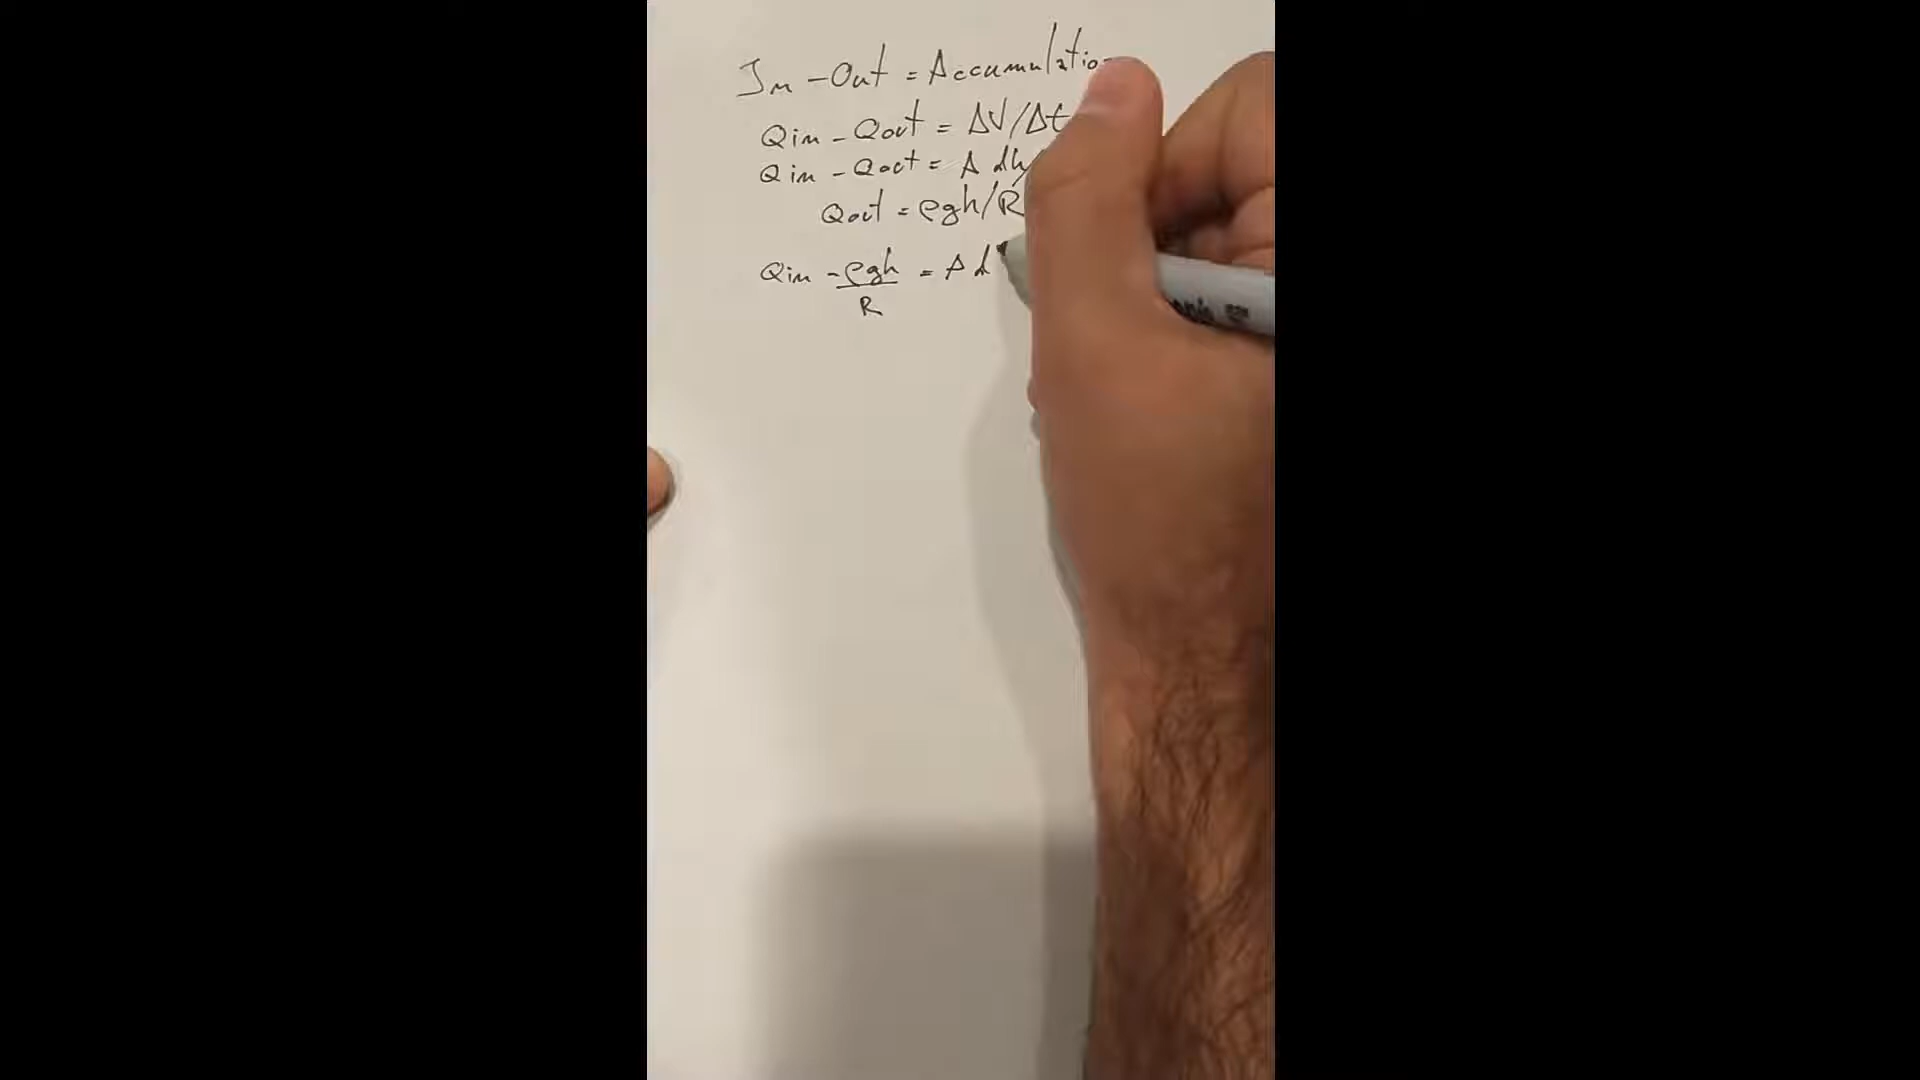 In - Out = Accumulatio
Qin - Qout = ΔV/Δt
Qin - Qout = A dh/
Qout = ρgh/R
Qin - ρgh/R = A d